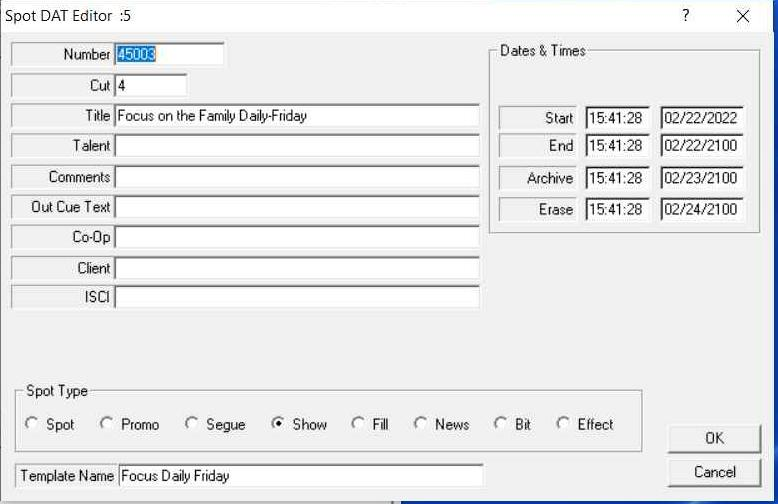 Spot DAT Editor :5
?
Number 45003
Cut 4
Title Focus on the Family Daily-Friday
Talent
Comments
Out Cue Text
Co-Op
Client
ISCI
Dates & Times
Start 15:41:28 02/22/2022
End 15:41:28 02/22/2100
Archive 15:41:28 02/23/2100
Erase 15:41:28 02/24/2100
Spot Type
Spot Promo Segue Show Fill News Bit Effect
Template Name Focus Daily Friday
OK
Cancel